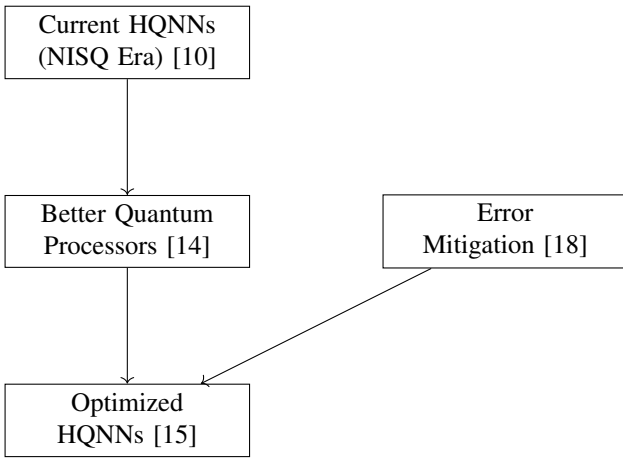 Current HQNNs
(NISQ Era) [10]
Better Quantum
Processors [14]
Error
Mitigation [18]
Optimized
HQNNs [15]